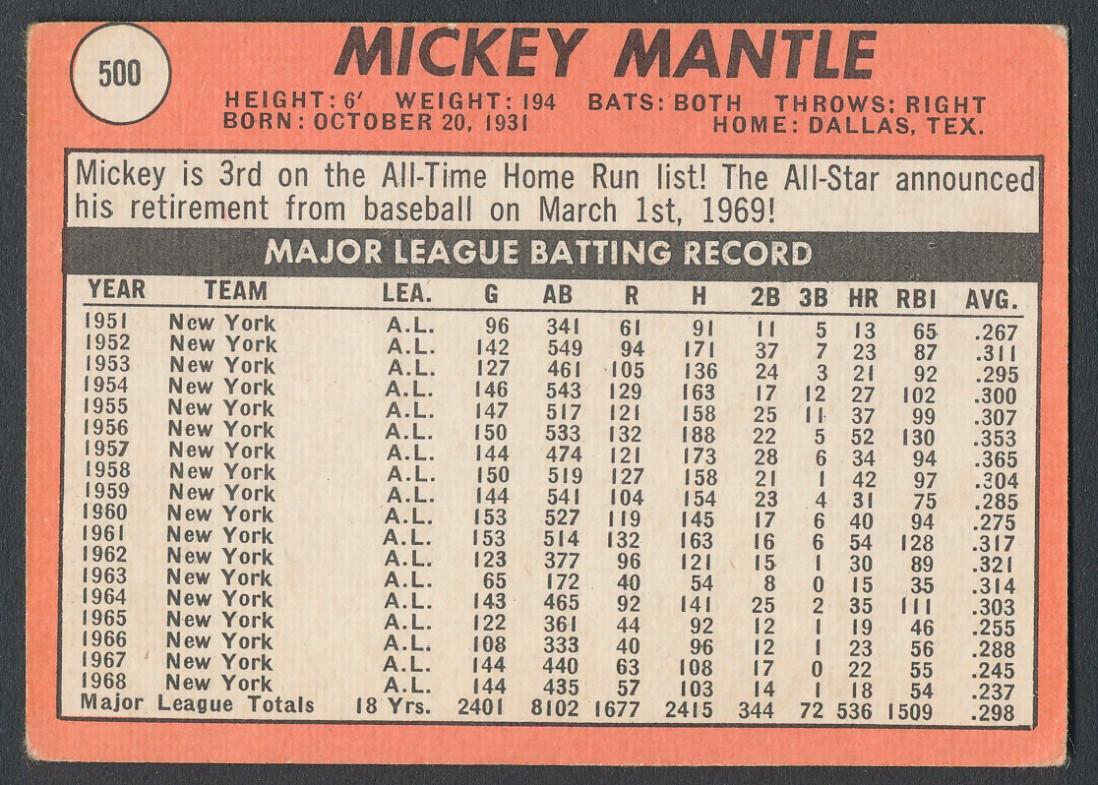 500
MICKEY MANTLE
HEIGHT: 6′ WEIGHT: 194 BATS: BOTH THROWS: RIGHT
BORN: OCTOBER 20, 1931 HOME: DALLAS, TEX.
Mickey is 3rd on the All-Time Home Run list! The All-Star announced
his retirement from baseball on March 1st, 1969!
MAJOR LEAGUE BATTING RECORD
YEAR TEAM LEA. G AB R H 2B 3B HR RBI AVG.
1951 New York A.L. 96 341 61 91 11 5 13 65 .267
1952 New York A.L. 142 549 94 171 37 7 23 87 .311
1953 New York A.L. 127 461 105 136 24 3 21 92 .295
1954 New York A.L. 146 543 129 163 17 12 27 102 .300
1955 New York A.L. 147 517 121 158 25 11 37 99 .307
1956 New York A.L. 150 533 132 188 22 5 52 130 .353
1957 New York A.L. 144 474 121 173 28 6 34 94 .365
1958 New York A.L. 150 519 127 158 21 1 42 97 .304
1959 New York A.L. 144 541 104 154 23 4 31 75 .285
1960 New York A.L. 153 527 119 145 17 6 40 94 .275
1961 New York A.L. 153 514 132 163 16 6 54 128 .317
1962 New York A.L. 123 377 96 121 15 1 30 89 .321
1963 New York A.L. 65 172 40 54 8 0 15 35 .314
1964 New York A.L. 143 465 92 141 25 2 35 111 .303
1965 New York A.L. 122 361 44 92 12 1 19 46 .255
1966 New York A.L. 108 333 40 96 12 1 23 56 .288
1967 New York A.L. 144 440 63 108 17 0 22 55 .245
1968 New York A.L. 144 435 57 103 14 1 18 54 .237
Major League Totals 18 Yrs. 2401 8102 1677 2415 344 72 536 1509 .298